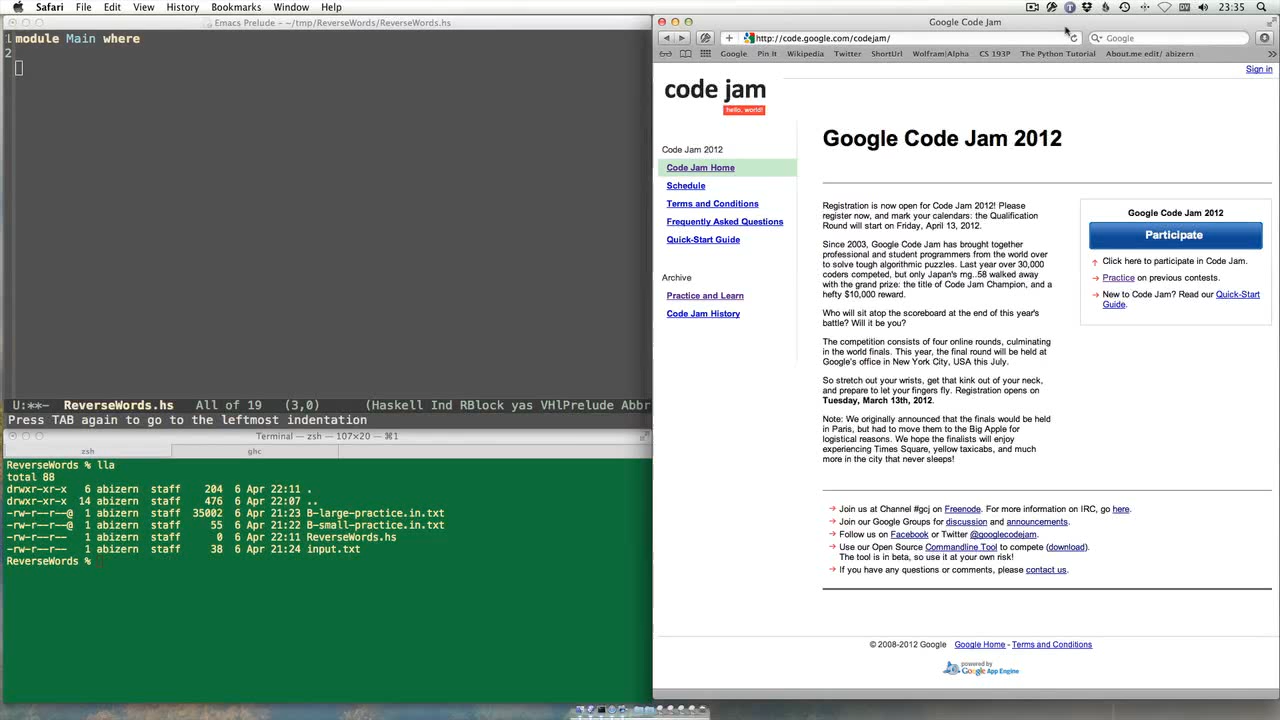 Safari File Edit View History Bookmarks Window Help 23:35
Emacs Prelude - ~/tmp/ReverseWords/ReverseWords.hs
1 module Main where
2
U:**- ReverseWords.hs All of 19 (3,0) (Haskell Ind RBlock yas VHlPrelude Abbr
Press TAB again to go to the leftmost indentation
Terminal — zsh — 107×20 — ⌘1
zsh ghc
ReverseWords % lla
total 88
drwxr-xr-x 6 abizern staff 204 6 Apr 22:11 .
drwxr-xr-x 14 abizern staff 476 6 Apr 22:07 ..
-rw-r--r--@ 1 abizern staff 35002 6 Apr 21:23 B-large-practice.in.txt
-rw-r--r--@ 1 abizern staff 55 6 Apr 21:22 B-small-practice.in.txt
-rw-r--r-- 1 abizern staff 0 6 Apr 22:11 ReverseWords.hs
-rw-r--r-- 1 abizern staff 38 6 Apr 21:24 input.txt
ReverseWords %
Google Code Jam
http://code.google.com/codejam/
Google
Google Pin It Wikipedia Twitter ShortUrl Wolfram|Alpha CS 193P The Python Tutorial About.me edit/ abizern
Sign in
code jam
hello, world!
Code Jam 2012
Code Jam Home
Schedule
Terms and Conditions
Frequently Asked Questions
Quick-Start Guide
Archive
Practice and Learn
Code Jam History
Google Code Jam 2012
Registration is now open for Code Jam 2012! Please
register now, and mark your calendars: the Qualification
Round will start on Friday, April 13, 2012.
Since 2003, Google Code Jam has brought together
professional and student programmers from the world over
to solve tough algorithmic puzzles. Last year over 30,000
coders competed, but only Japan's rng..58 walked away
with the grand prize: the title of Code Jam Champion, and a
hefty $10,000 reward.
Who will sit atop the scoreboard at the end of this year's
battle? Will it be you?
The competition consists of four online rounds, culminating
in the world finals. This year, the final round will be held at
Google's office in New York City, USA this July.
So stretch out your wrists, get that kink out of your neck,
and prepare to let your fingers fly. Registration opens on
Tuesday, March 13th, 2012.
Note: We originally announced that the finals would be held
in Paris, but had to move them to the Big Apple for
logistical reasons. We hope the finalists will enjoy
experiencing Times Square, yellow taxicabs, and much
more in the city that never sleeps!
Google Code Jam 2012
Participate
Click here to participate in Code Jam.
Practice on previous contests.
New to Code Jam? Read our Quick-Start
Guide.
Join us at Channel #gcj on Freenode. For more information on IRC, go here.
Join our Google Groups for discussion and announcements.
Follow us on Facebook or Twitter @googlecodejam.
Use our Open Source Commandline Tool to compete (download).
The tool is in beta, so use it at your own risk!
If you have any questions or comments, please contact us.
© 2008-2012 Google Google Home - Terms and Conditions
powered by
Google App Engine